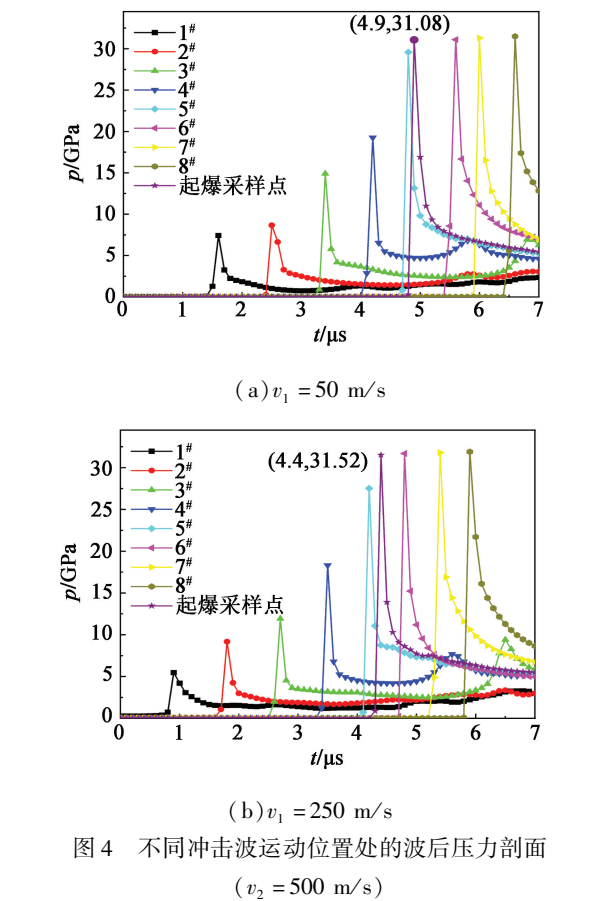 (4.9,31.08)
30
25
20
15
10
5
0
p/GPa
1#
2#
3#
4#
5#
6#
7#
8#
起爆采样点
0 1 2 3 4 5 6 7
t/μs
(a) v₁ = 50 m/s
(4.4,31.52)
30
25
20
15
10
5
0
p/GPa
1#
2#
3#
4#
5#
6#
7#
8#
起爆采样点
0 1 2 3 4 5 6 7
t/μs
(b) v₁ = 250 m/s
图 4 不同冲击波运动位置处的波后压力剖面
(v₂ = 500 m/s)